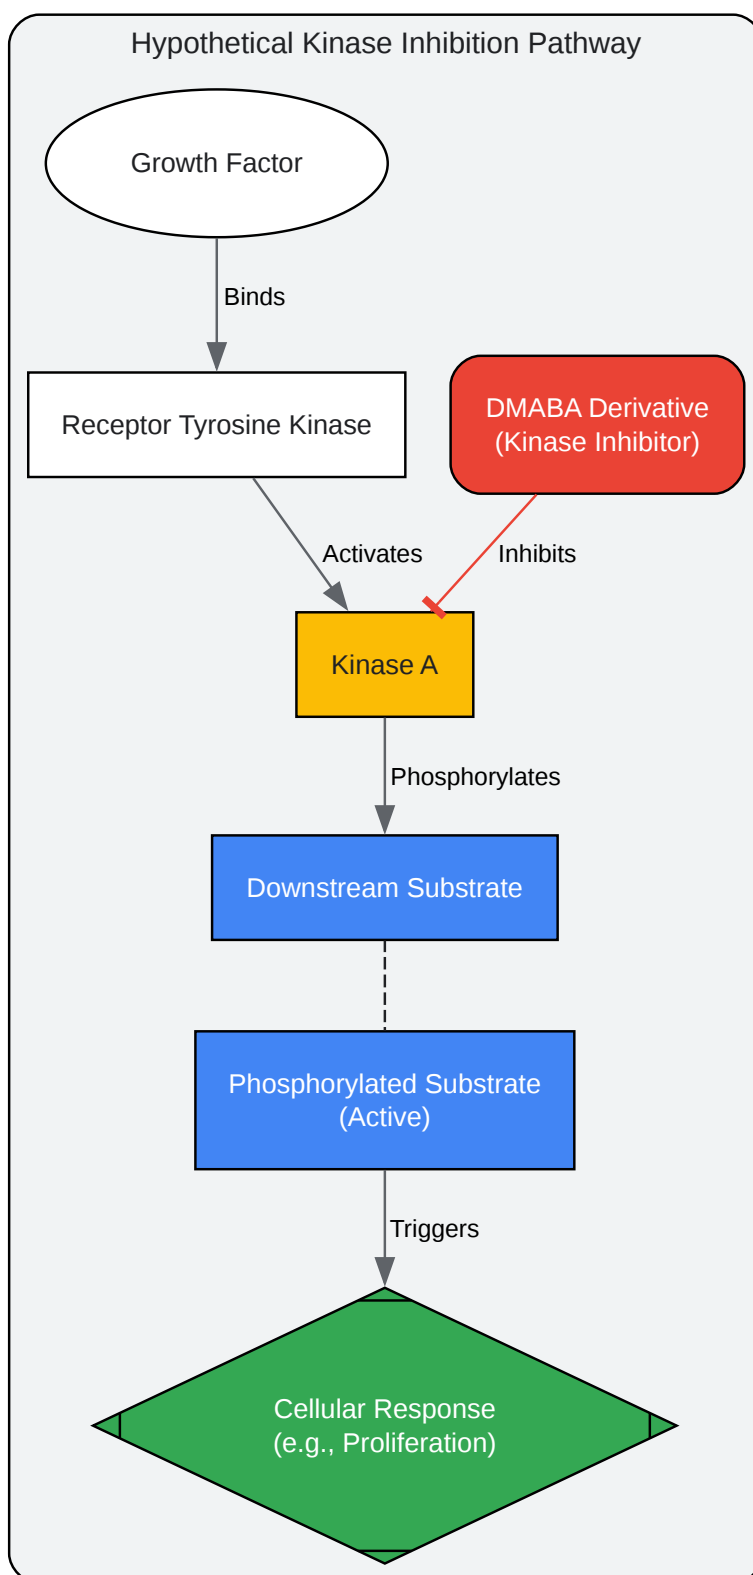 Hypothetical Kinase Inhibition Pathway
Growth Factor
Binds
Receptor Tyrosine Kinase
DMABA Derivative
(Kinase Inhibitor)
Activates
Inhibits
Kinase A
Phosphorylates
Downstream Substrate
Phosphorylated Substrate
(Active)
Triggers
Cellular Response
(e.g., Proliferation)